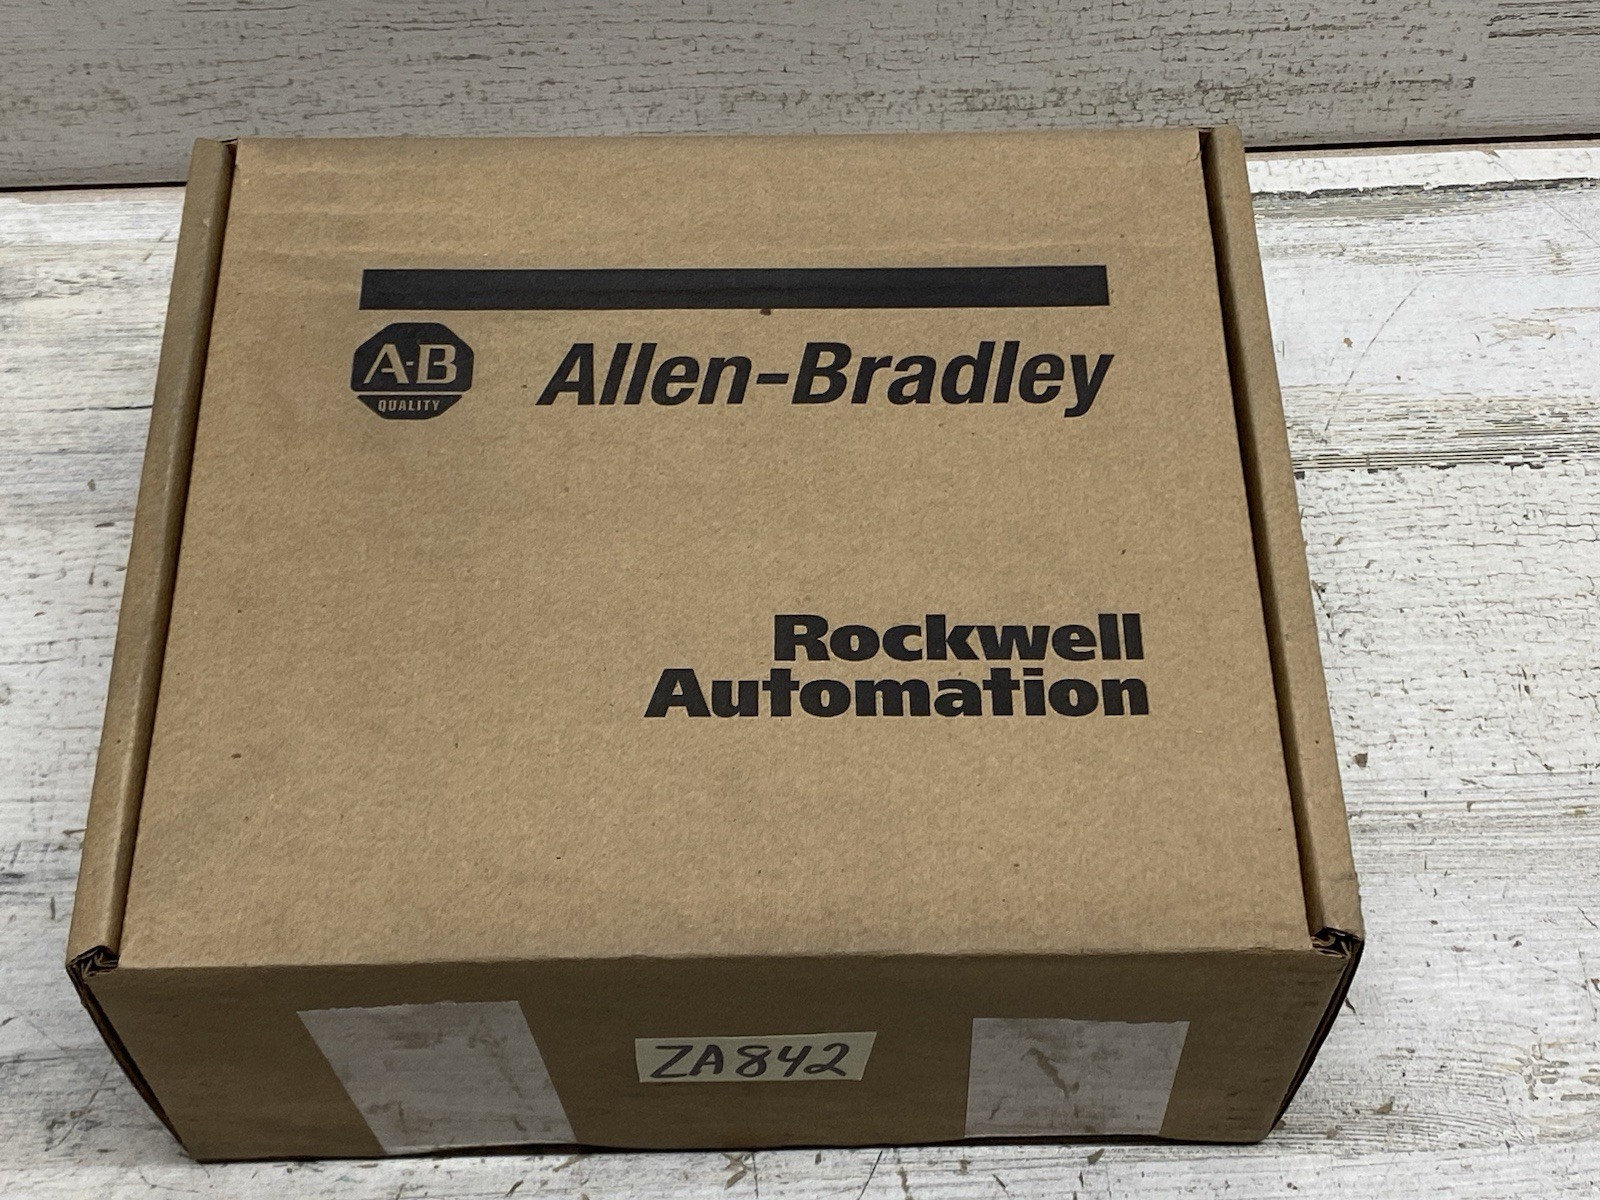 A-B
QUALITY
Allen-Bradley
Rockwell
Automation
ZA842